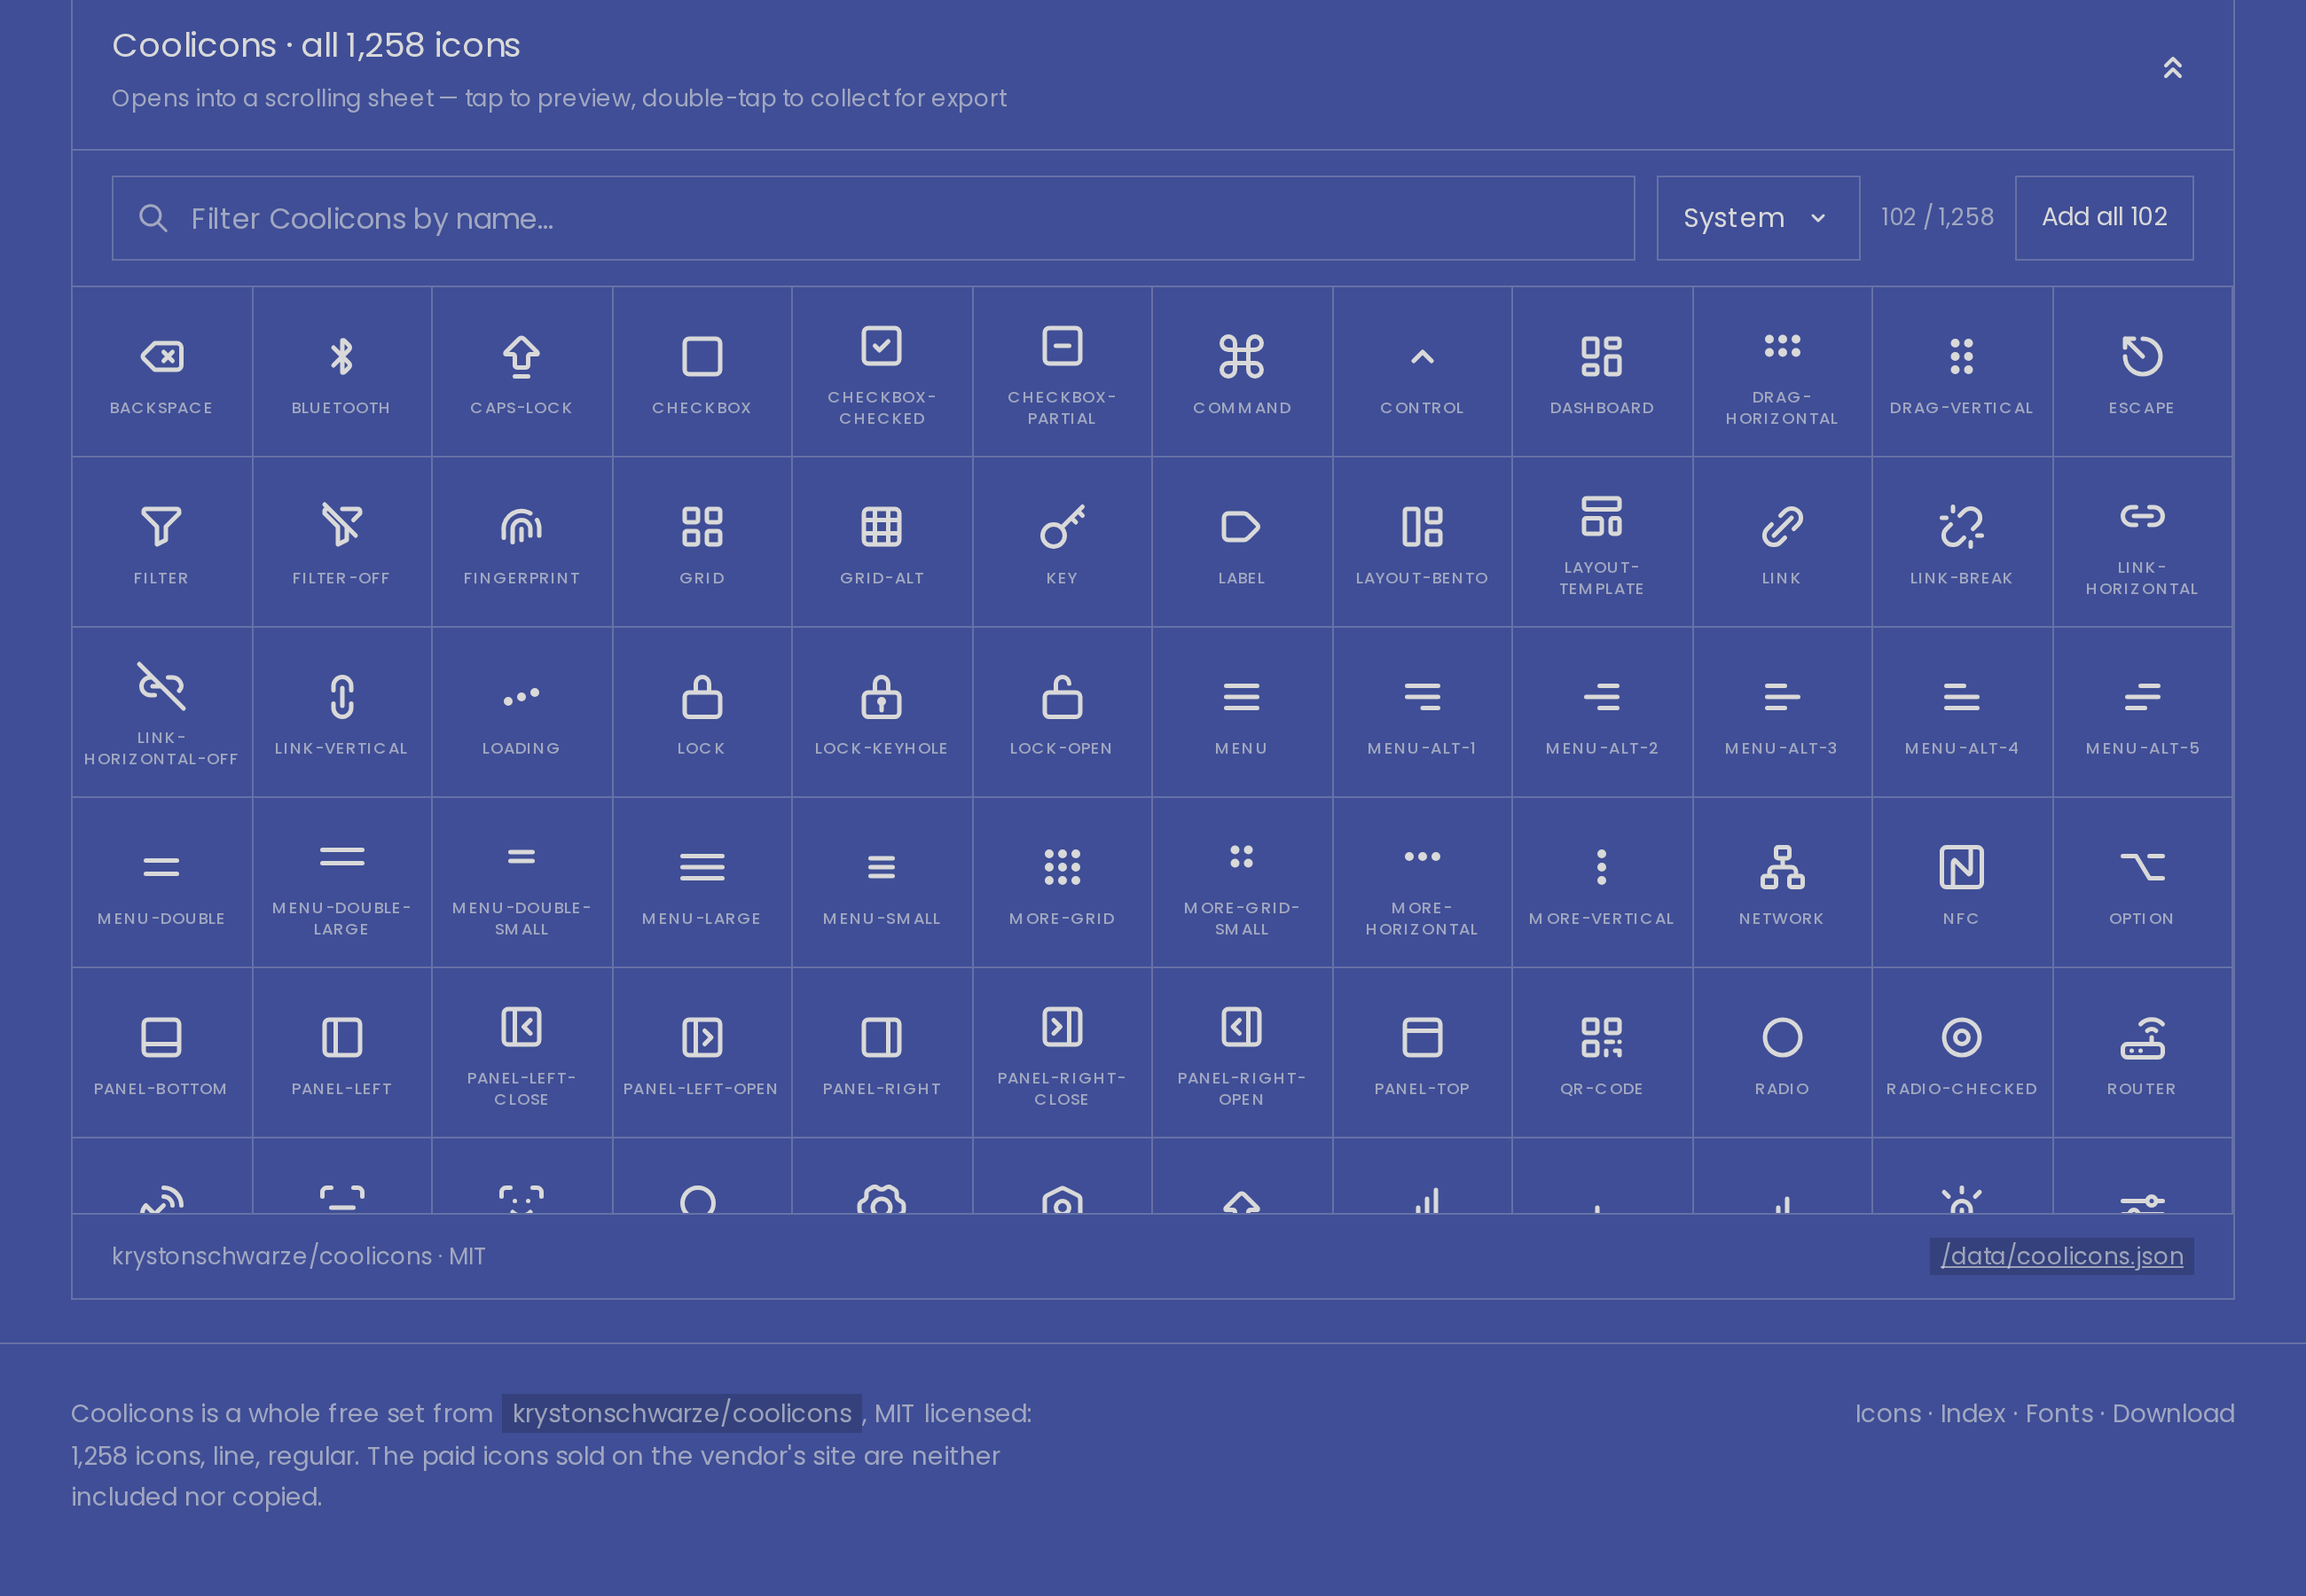 Coolicons · all 1,258 icons
Opens into a scrolling sheet — tap to preview, double-tap to collect for export
Filter Coolicons by name...
System
102 / 1,258
Add all 102
BACKSPACE
BLUETOOTH
CAPS-LOCK
CHECKBOX
CHECKBOX-
CHECKED
CHECKBOX-
PARTIAL
COMMAND
CONTROL
DASHBOARD
DRAG-
HORIZONTAL
DRAG-VERTICAL
ESCAPE
FILTER
FILTER-OFF
FINGERPRINT
GRID
GRID-ALT
KEY
LABEL
LAYOUT-BENTO
LAYOUT-
TEMPLATE
LINK
LINK-BREAK
LINK-
HORIZONTAL
LINK-
HORIZONTAL-OFF
LINK-VERTICAL
LOADING
LOCK
LOCK-KEYHOLE
LOCK-OPEN
MENU
MENU-ALT-1
MENU-ALT-2
MENU-ALT-3
MENU-ALT-4
MENU-ALT-5
MENU-DOUBLE
MENU-DOUBLE-
LARGE
MENU-DOUBLE-
SMALL
MENU-LARGE
MENU-SMALL
MORE-GRID
MORE-GRID-
SMALL
MORE-
HORIZONTAL
MORE-VERTICAL
NETWORK
NFC
OPTION
PANEL-BOTTOM
PANEL-LEFT
PANEL-LEFT-
CLOSE
PANEL-LEFT-OPEN
PANEL-RIGHT
PANEL-RIGHT-
CLOSE
PANEL-RIGHT-
OPEN
PANEL-TOP
QR-CODE
RADIO
RADIO-CHECKED
ROUTER
krystonschwarze/coolicons · MIT
/data/coolicons.json
Coolicons is a whole free set from krystonschwarze/coolicons, MIT licensed:
1,258 icons, line, regular. The paid icons sold on the vendor's site are neither
included nor copied.
Icons · Index · Fonts · Download